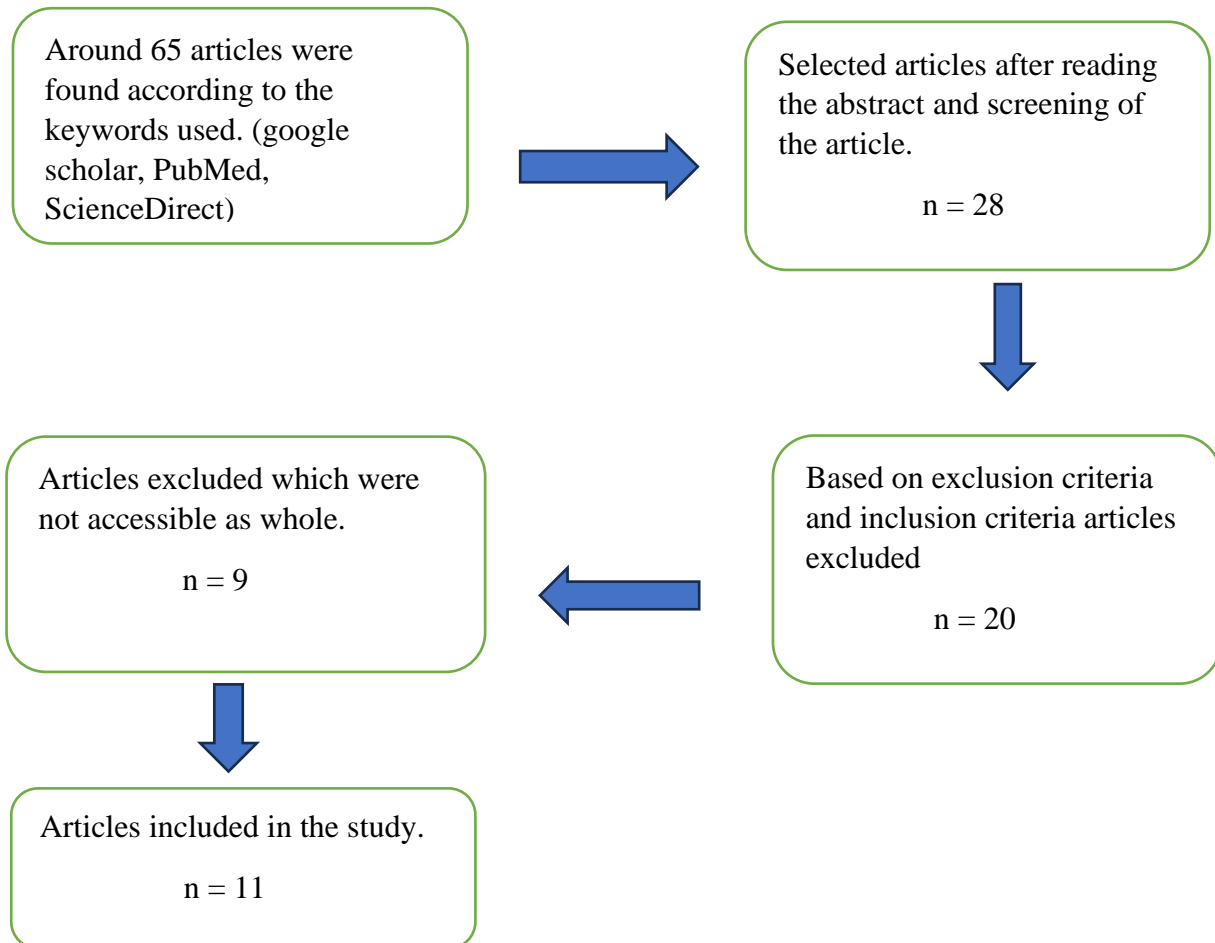 Around 65 articles were
found according to the
keywords used. (google
scholar, PubMed,
ScienceDirect)
Selected articles after reading
the abstract and screening of
the article.
n = 28
Based on exclusion criteria
and inclusion criteria articles
excluded
n = 20
Articles excluded which were
not accessible as whole.
n = 9
Articles included in the study.
n = 11